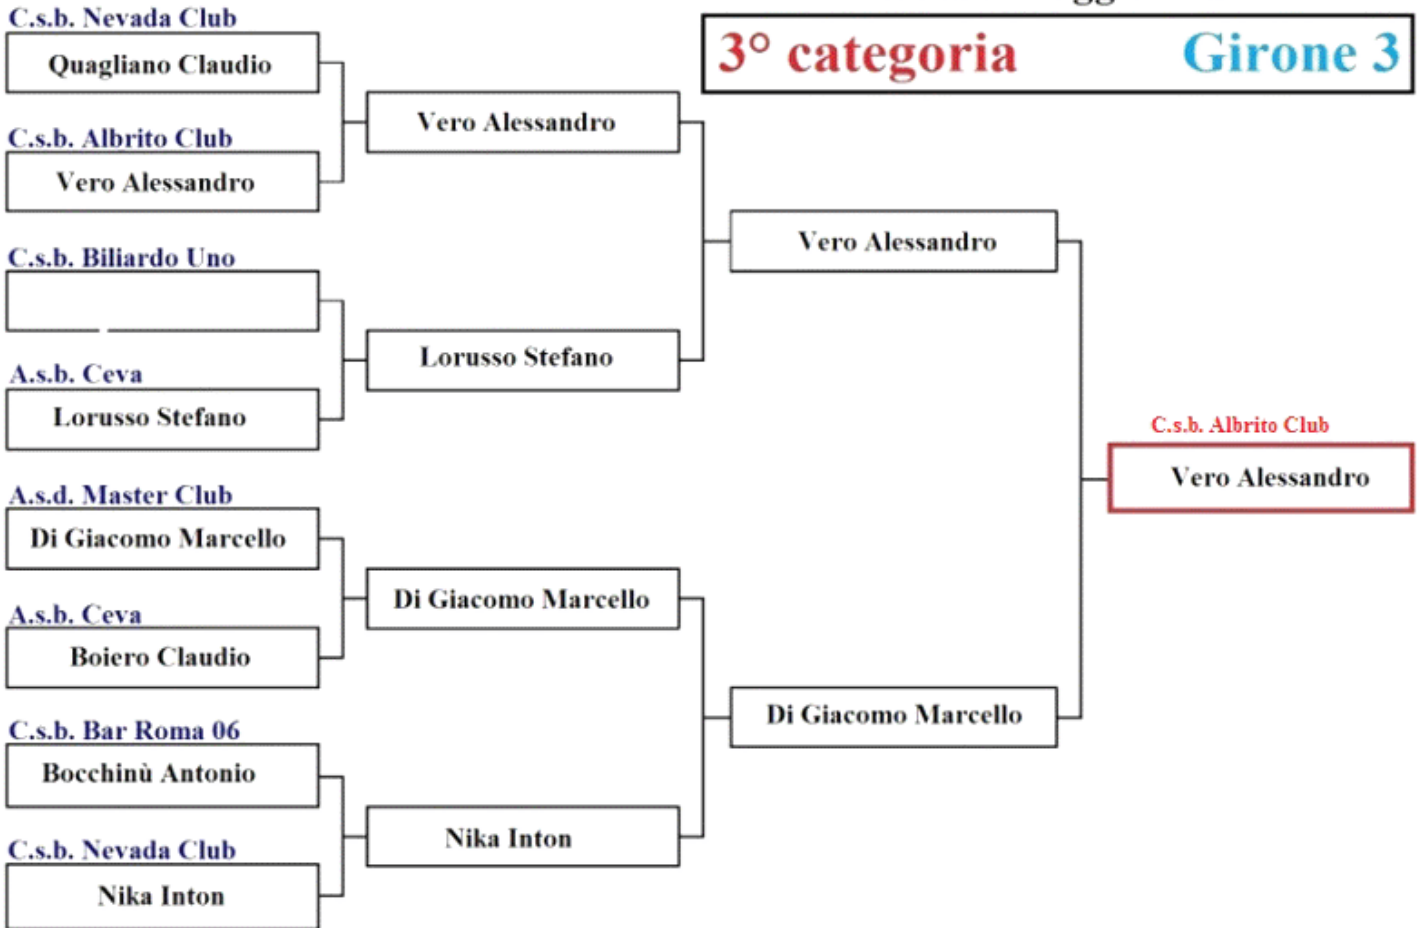 3° categoria Girone 3
C.s.b. Nevada Club
Quagliano Claudio
C.s.b. Albrito Club
Vero Alessandro
C.s.b. Biliardo Uno
A.s.b. Ceva
Lorusso Stefano
A.s.d. Master Club
Di Giacomo Marcello
A.s.b. Ceva
Boiero Claudio
C.s.b. Bar Roma 06
Bocchinù Antonio
C.s.b. Nevada Club
Nika Inton
Vero Alessandro
Lorusso Stefano
Di Giacomo Marcello
Nika Inton
Vero Alessandro
Di Giacomo Marcello
C.s.b. Albrito Club
Vero Alessandro